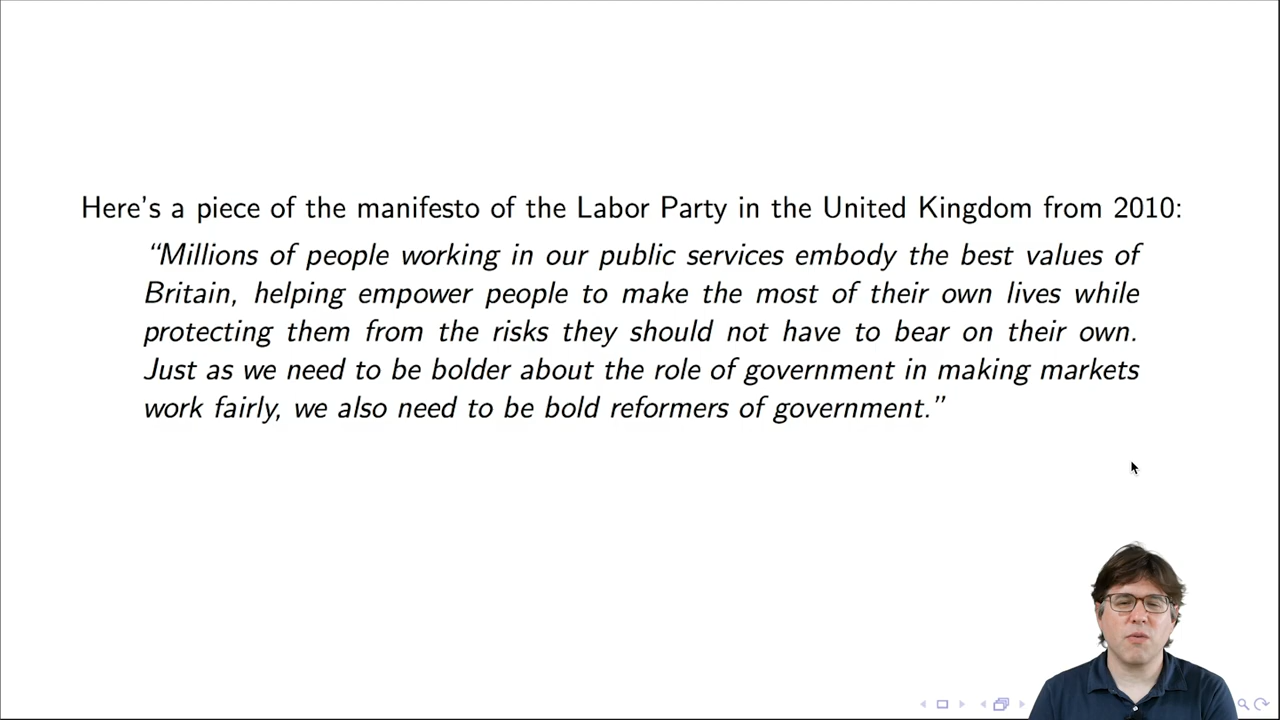 Here's a piece of the manifesto of the Labor Party in the United Kingdom from 2010:
“Millions of people working in our public services embody the best values of
Britain, helping empower people to make the most of their own lives while
protecting them from the risks they should not have to bear on their own.
Just as we need to be bolder about the role of government in making markets
work fairly, we also need to be bold reformers of government.”